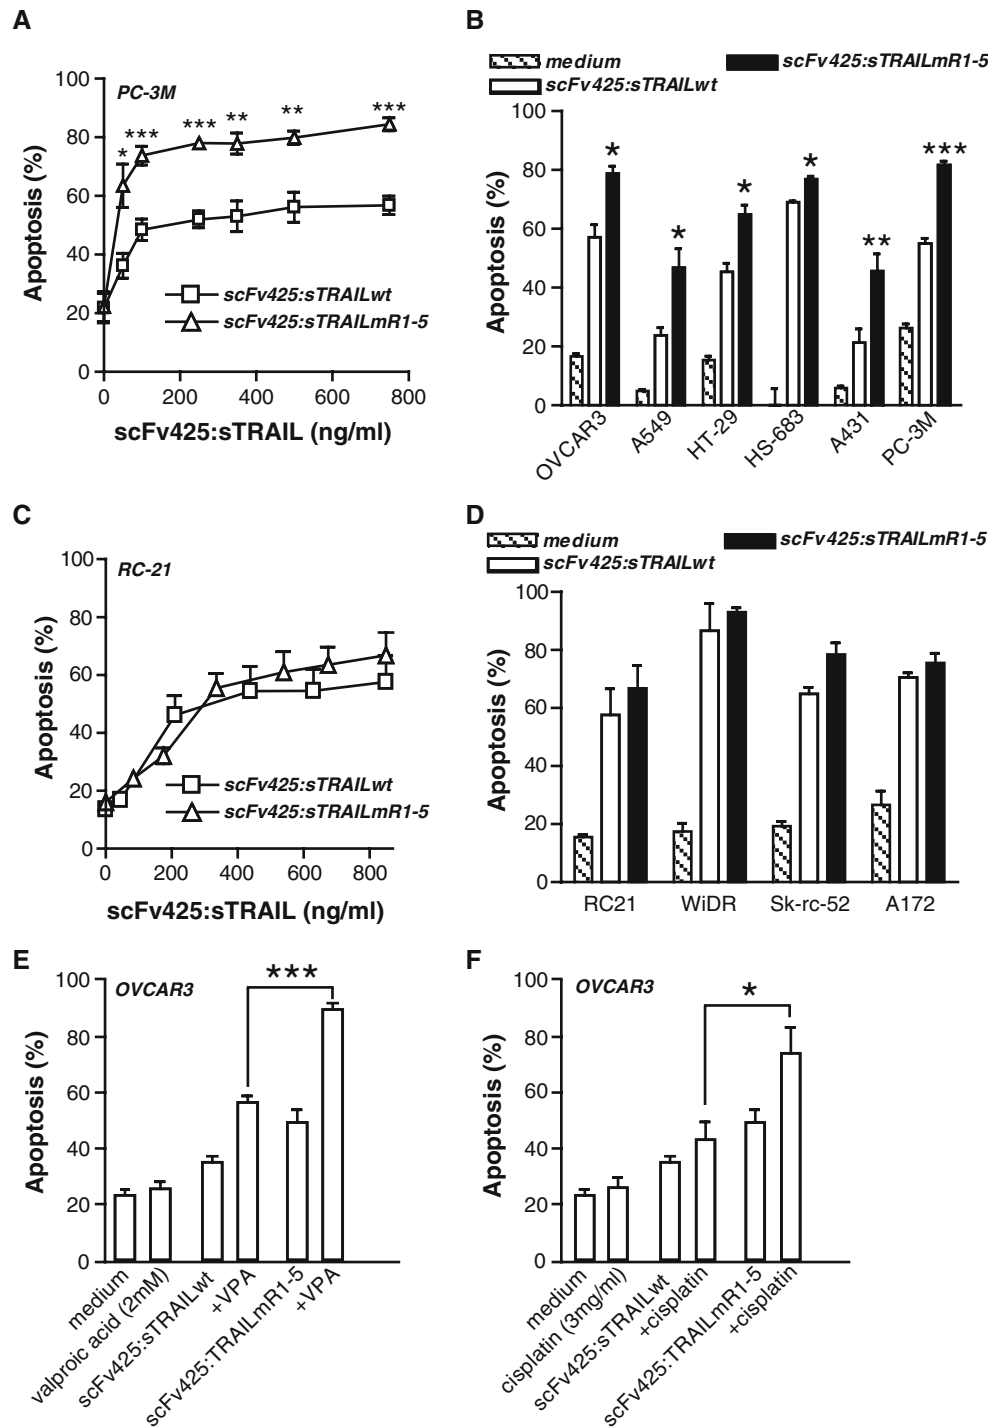 A
PC-3M
Apoptosis (%)
100
80
60
40
20
0
* *** *** ** ** ***
scFv425:sTRAILwt
scFv425:sTRAILmR1-5
0 200 400 600 800
scFv425:sTRAIL (ng/ml)
B
medium
scFv425:sTRAILmR1-5
scFv425:sTRAILwt
Apoptosis (%)
100
80
60
40
20
0
* * * * ** ***
OVCAR3 A549 HT-29 HS-683 A431 PC-3M
C
RC-21
Apoptosis (%)
100
80
60
40
20
0
scFv425:sTRAILwt
scFv425:sTRAILmR1-5
0 200 400 600 800
scFv425:sTRAIL (ng/ml)
D
medium
scFv425:sTRAILmR1-5
scFv425:sTRAILwt
Apoptosis (%)
100
80
60
40
20
0
RC21 WiDR Sk-rc-52 A172
E
OVCAR3
***
Apoptosis (%)
100
80
60
40
20
0
medium
valproic acid (2mM)
scFv425:sTRAILwt
+VPA
scFv425:TRAILmR1-5
+VPA
F
OVCAR3
*
Apoptosis (%)
100
80
60
40
20
0
medium
cisplatin (3mg/ml)
scFv425:sTRAILwt
+cisplatin
scFv425:TRAILmR1-5
+cisplatin